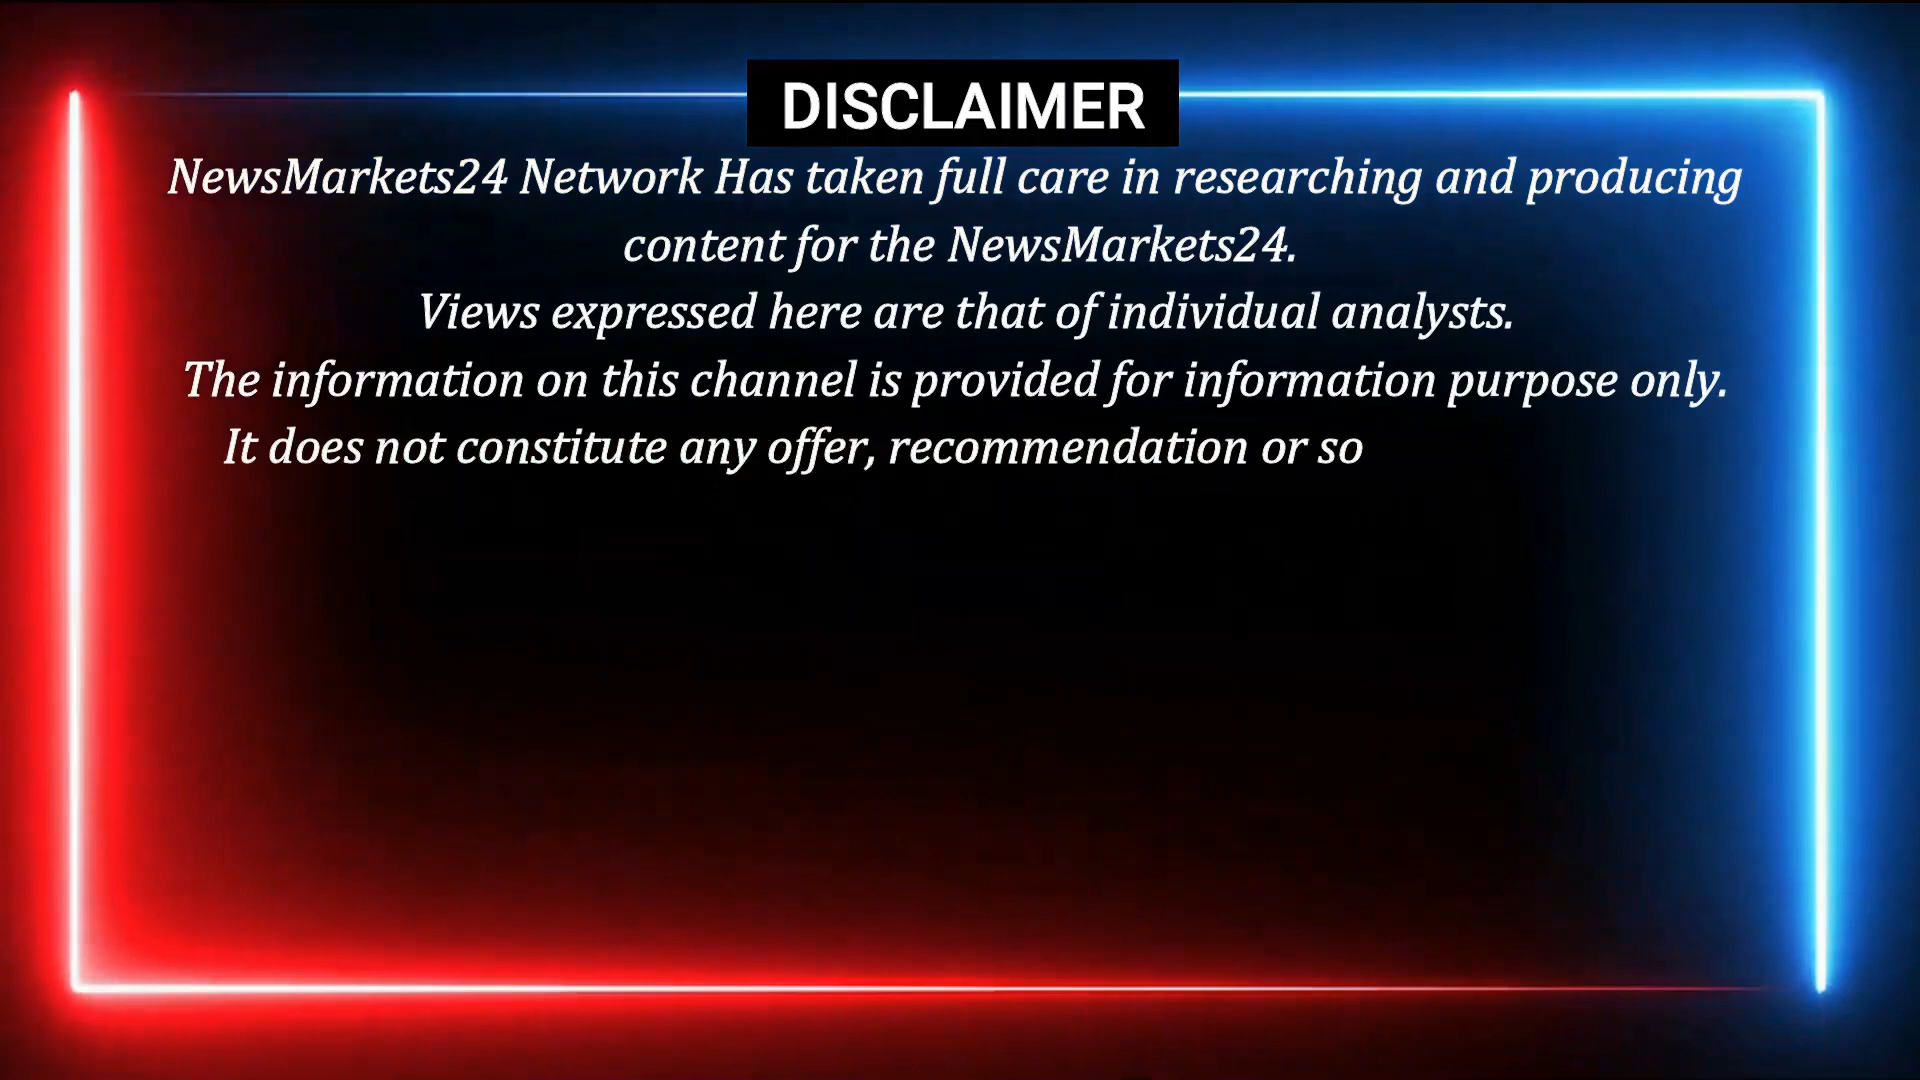 DISCLAIMER
NewsMarkets24 Network Has taken full care in researching and producing
content for the NewsMarkets24.
Views expressed here are that of individual analysts.
The information on this channel is provided for information purpose only.
It does not constitute any offer, recommendation or so